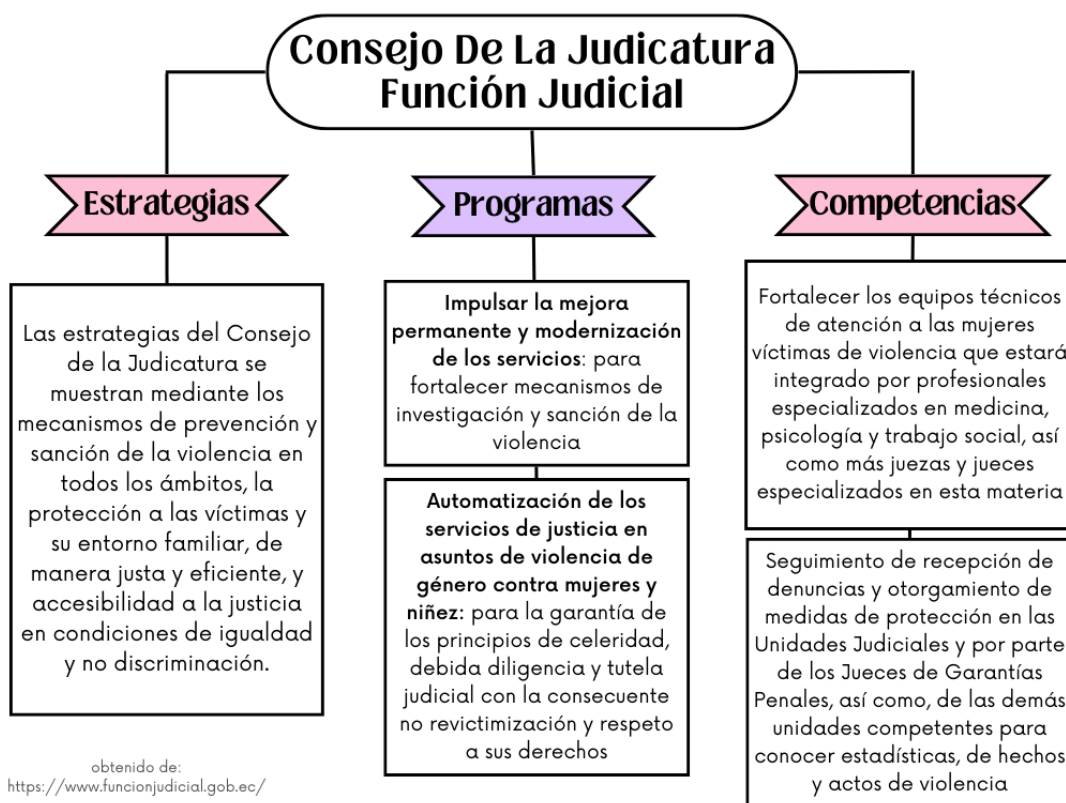 Consejo De La Judicatura
Función Judicial
Estrategias
Las estrategias del Consejo
de la Judicatura se
muestran mediante los
mecanismos de prevención y
sanción de la violencia en
todos los ámbitos, la
protección a las víctimas y
su entorno familiar, de
manera justa y eficiente, y
accesibilidad a la justicia
en condiciones de igualdad
y no discriminación.
Programas
Impulsar la mejora
permanente y modernización
de los servicios: para
fortalecer mecanismos de
investigación y sanción de la
violencia
Automatización de los
servicios de justicia en
asuntos de violencia de
género contra mujeres y
niñez: para la garantía de
los principios de celeridad,
debida diligencia y tutela
judicial con la consecuente
no revictimización y respeto
a sus derechos
Competencias
Fortalecer los equipos técnicos
de atención a las mujeres
víctimas de violencia que estará
integrado por profesionales
especializados en medicina,
psicología y trabajo social, así
como más juezas y jueces
especializados en esta materia
Seguimiento de recepción de
denuncias y otorgamiento de
medidas de protección en las
Unidades Judiciales y por parte
de los Jueces de Garantías
Penales, así como, de las demás
unidades competentes para
conocer estadísticas, de hechos
y actos de violencia
obtenido de:
https://www.funcionjudicial.gob.ec/